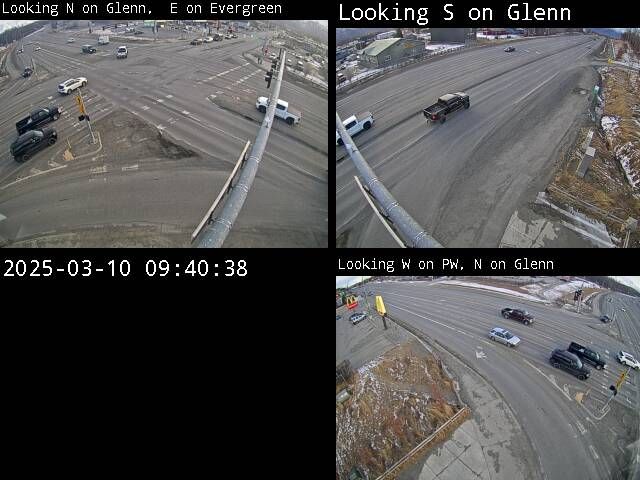 Looking N on Glenn,  E on Evergreen
Looking S on Glenn
2025-03-10 09:40:38
Looking W on PW, N on Glenn